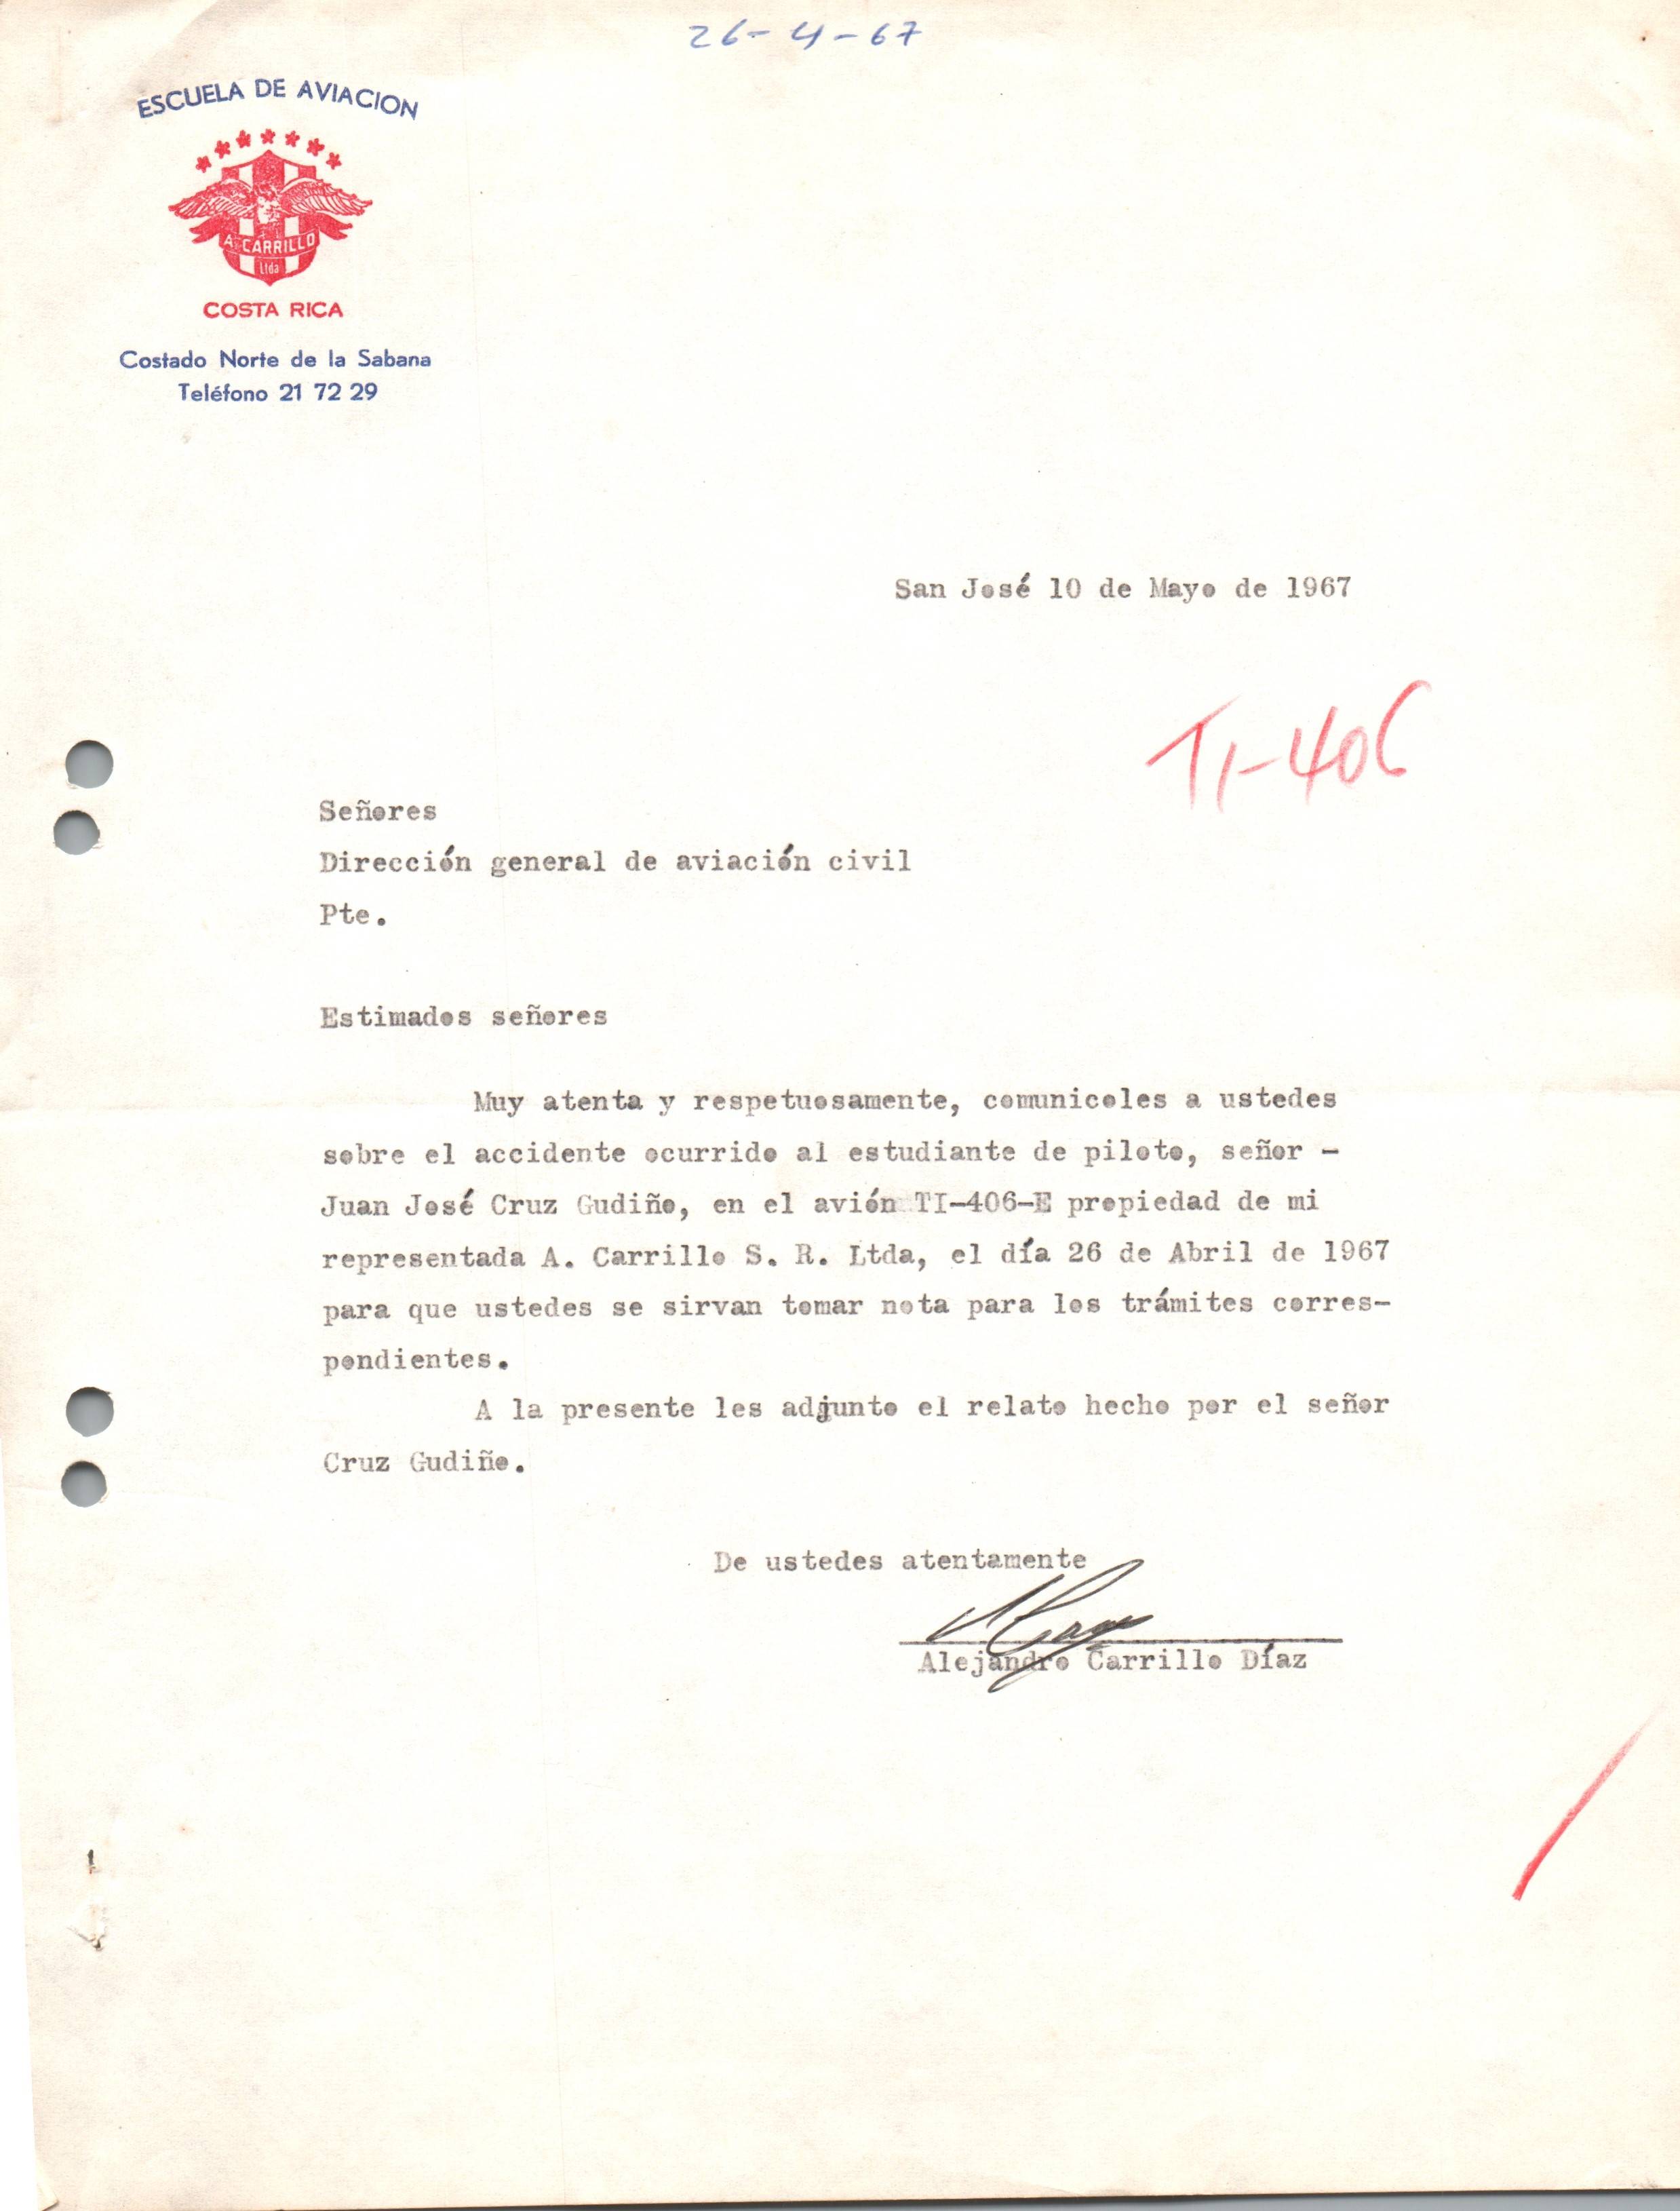 26-4-67
ESCUELA DE AVIACION
A. CARRILLO
Ltda
COSTA RICA
Costado Norte de la Sabana
Teléfono 21 72 29
San José 10 de Mayo de 1967
TI-406
Señores
Dirección general de aviación civil
Pte.
Estimados señores
Muy atenta y respetuosamente, comunicoles a ustedes
sobre el accidente ocurrido al estudiante de piloto, señor -
Juan José Cruz Gudiño, en el avión TI-406-E propiedad de mi
representada A. Carrillo S. R. Ltda, el día 26 de Abril de 1967
para que ustedes se sirvan tomar nota para los trámites corres-
pondientes.
A la presente les adjunto el relato hecho por el señor
Cruz Gudiño.
De ustedes atentamente
Alejandro Carrillo Díaz